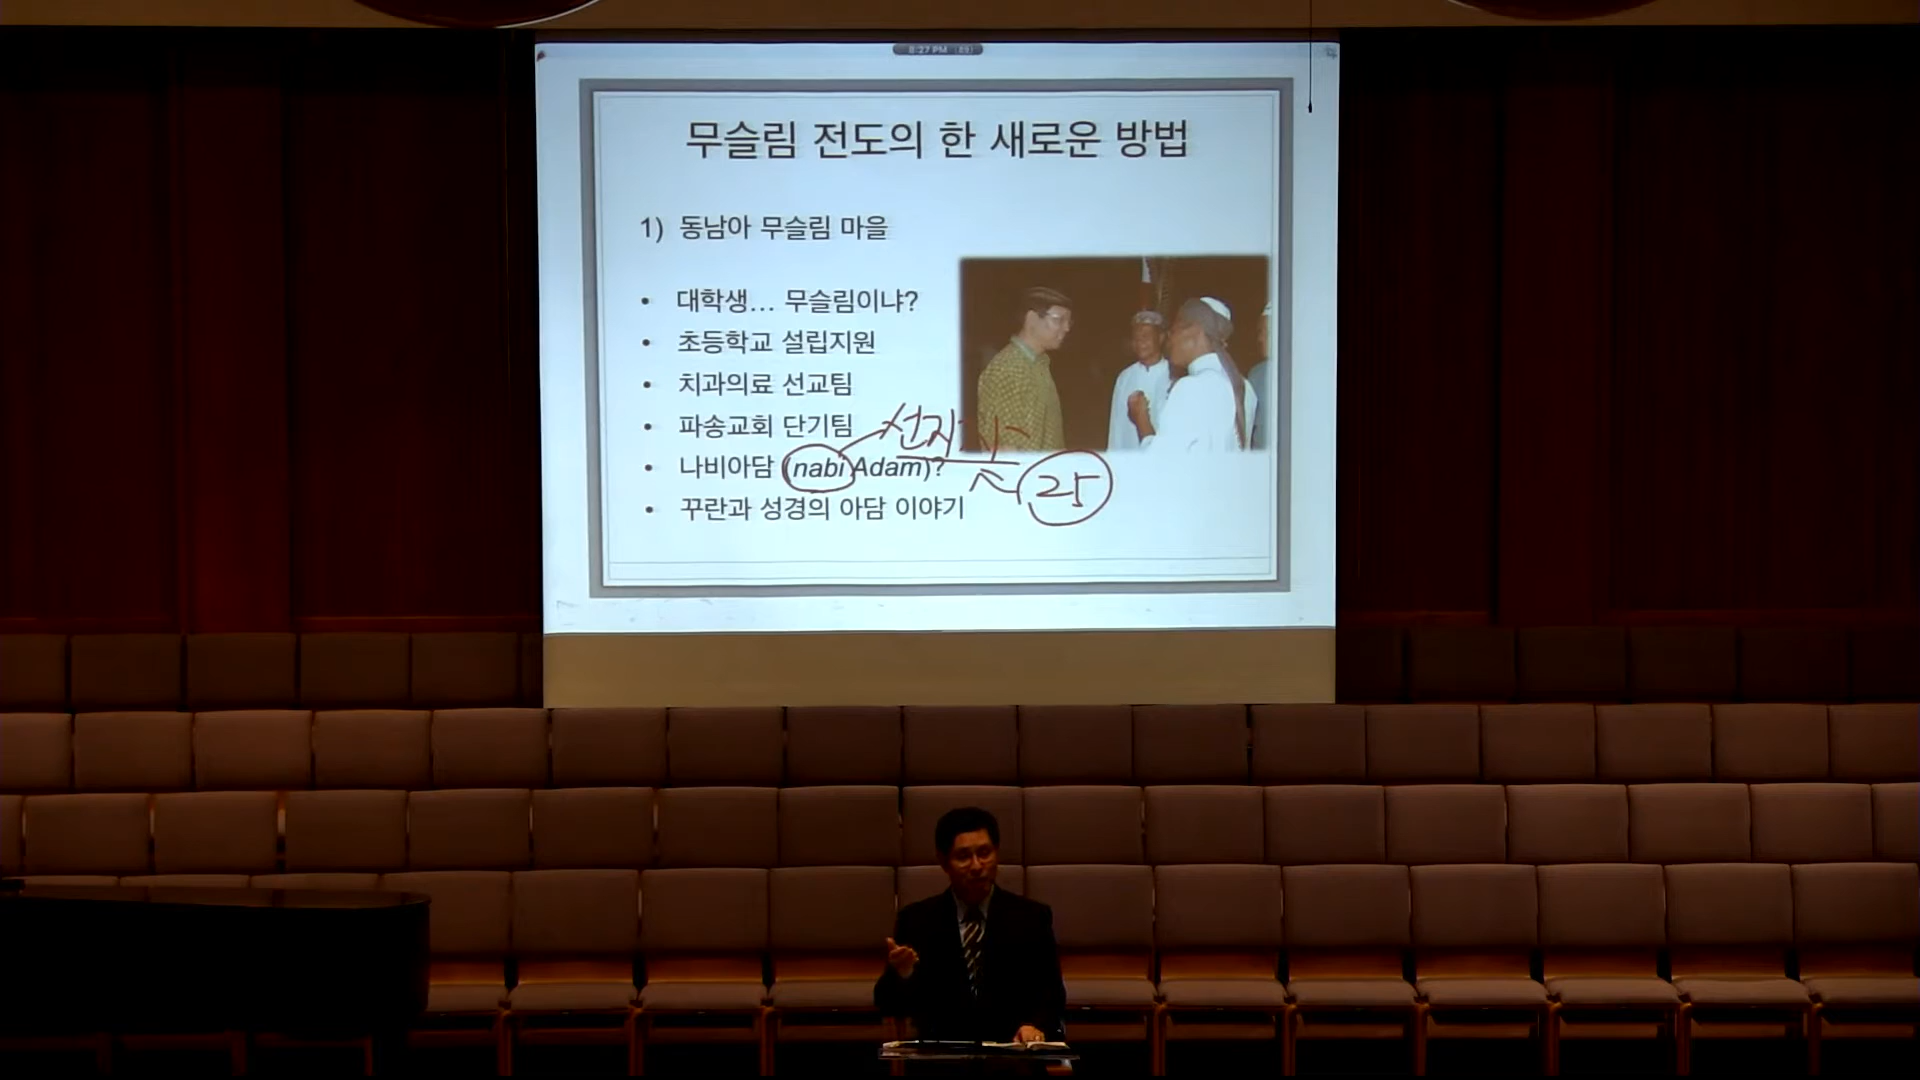 8:27 PM
무슬림 전도의 한 새로운 방법
1) 동남아 무슬림 마을
• 대학생... 무슬림이냐?
• 초등학교 설립지원
• 치과의료 선교팀
• 파송교회 단기팀
선지
• 나비아담 (nabi Adam)?
25
• 꾸란과 성경의 아담 이야기